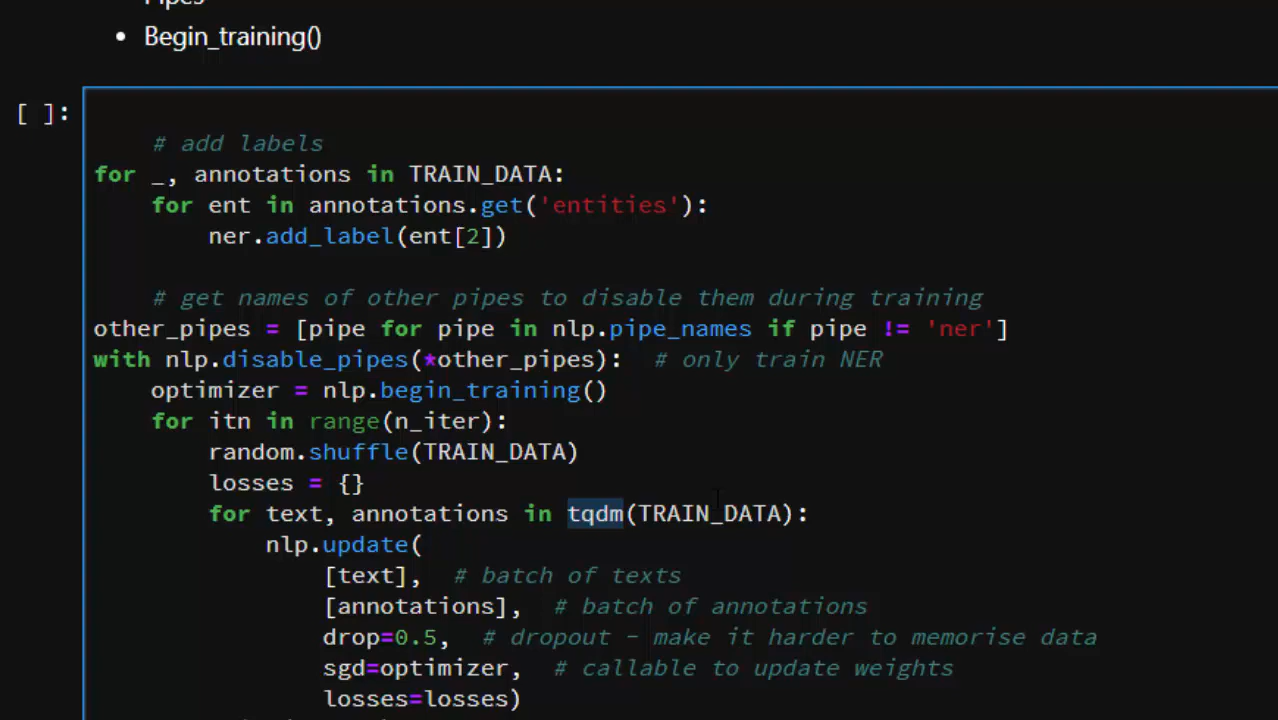 Pipes
• Begin_training()
[ ]:
# add labels
for _, annotations in TRAIN_DATA:
    for ent in annotations.get('entities'):
        ner.add_label(ent[2])
    # get names of other pipes to disable them during training
other_pipes = [pipe for pipe in nlp.pipe_names if pipe != 'ner']
with nlp.disable_pipes(*other_pipes):  # only train NER
    optimizer = nlp.begin_training()
    for itn in range(n_iter):
        random.shuffle(TRAIN_DATA)
        losses = {}
        for text, annotations in tqdm(TRAIN_DATA):
            nlp.update(
                [text],  # batch of texts
                [annotations],  # batch of annotations
                drop=0.5,  # dropout - make it harder to memorise data
                sgd=optimizer,  # callable to update weights
                losses=losses)